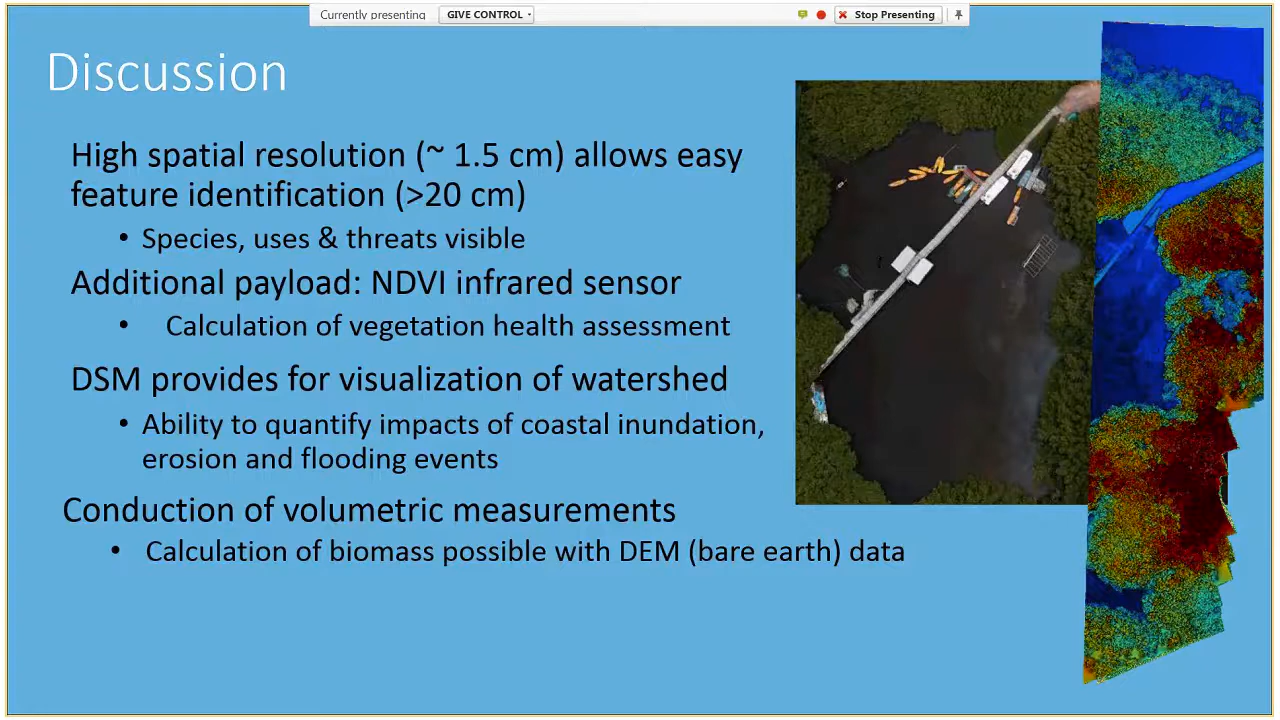 Currently presenting GIVE CONTROL Stop Presenting
Discussion
High spatial resolution (~ 1.5 cm) allows easy
feature identification (>20 cm)
• Species, uses & threats visible
Additional payload: NDVI infrared sensor
• Calculation of vegetation health assessment
DSM provides for visualization of watershed
• Ability to quantify impacts of coastal inundation,
erosion and flooding events
Conduction of volumetric measurements
• Calculation of biomass possible with DEM (bare earth) data